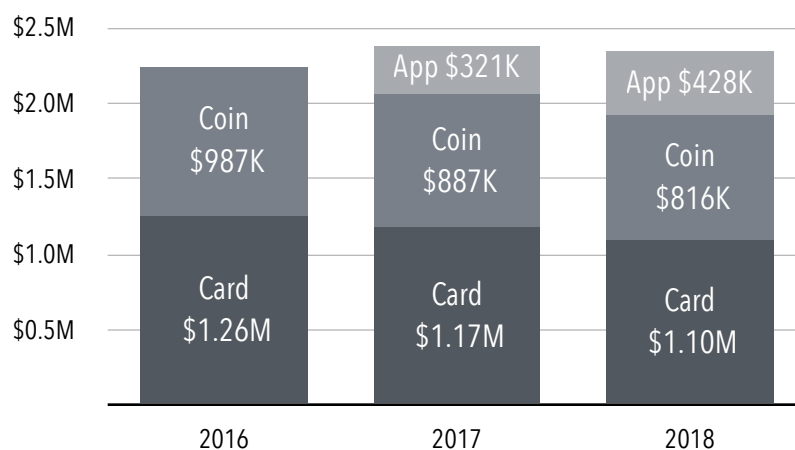 $2.5M
$2.0M
$1.5M
$1.0M
$0.5M
Coin
$987K
Card
$1.26M
App $321K
Coin
$887K
Card
$1.17M
App $428K
Coin
$816K
Card
$1.10M
2016
2017
2018